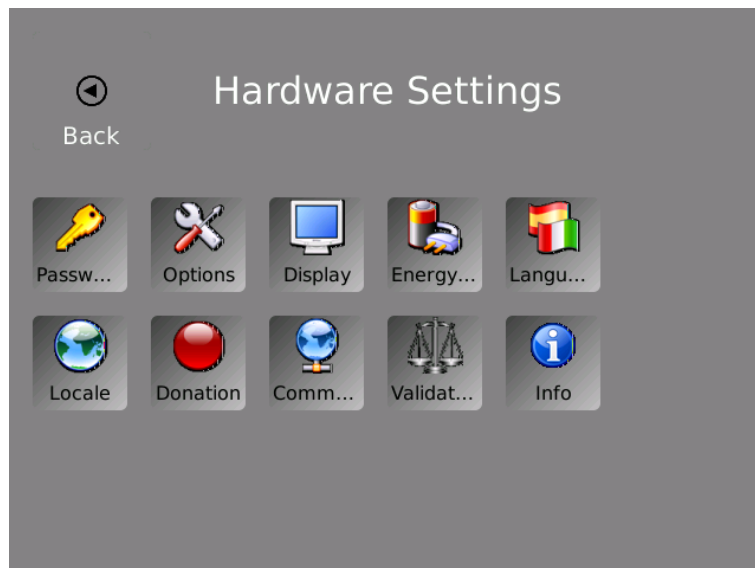 Hardware Settings
Back
Passw...
Options
Display
Energy...
Langu...
Locale
Donation
Comm...
Validat...
Info